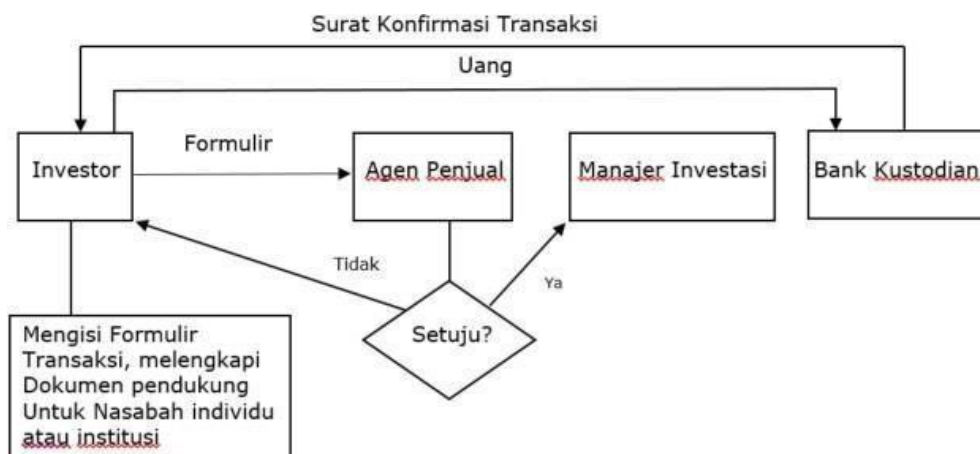 Surat Konfirmasi Transaksi
Uang
Investor
Formulir
Agen Penjual
Manajer Investasi
Bank Kustodian
Tidak
Ya
Setuju?
Mengisi Formulir
Transaksi, melengkapi
Dokumen pendukung
Untuk Nasabah individu
atau institusi